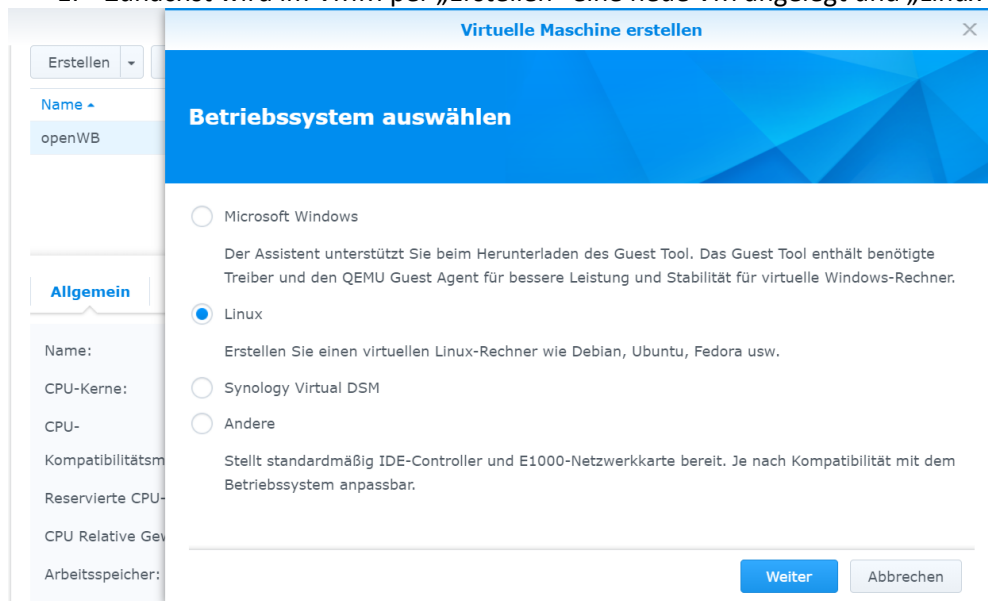 Virtuelle Maschine erstellen
Erstellen
Name
openWB
Betriebssystem auswählen
Microsoft Windows
Der Assistent unterstützt Sie beim Herunterladen des Guest Tool. Das Guest Tool enthält benötigte
Treiber und den QEMU Guest Agent für bessere Leistung und Stabilität für virtuelle Windows-Rechner.
Allgemein
Linux
Erstellen Sie einen virtuellen Linux-Rechner wie Debian, Ubuntu, Fedora usw.
Name:
CPU-Kerne:
Synology Virtual DSM
CPU-
Andere
Kompatibilitätsm
Stellt standardmäßig IDE-Controller und E1000-Netzwerkkarte bereit. Je nach Kompatibilität mit dem
Betriebssystem anpassbar.
Reservierte CPU-
CPU Relative Gew
Arbeitsspeicher:
Weiter
Abbrechen